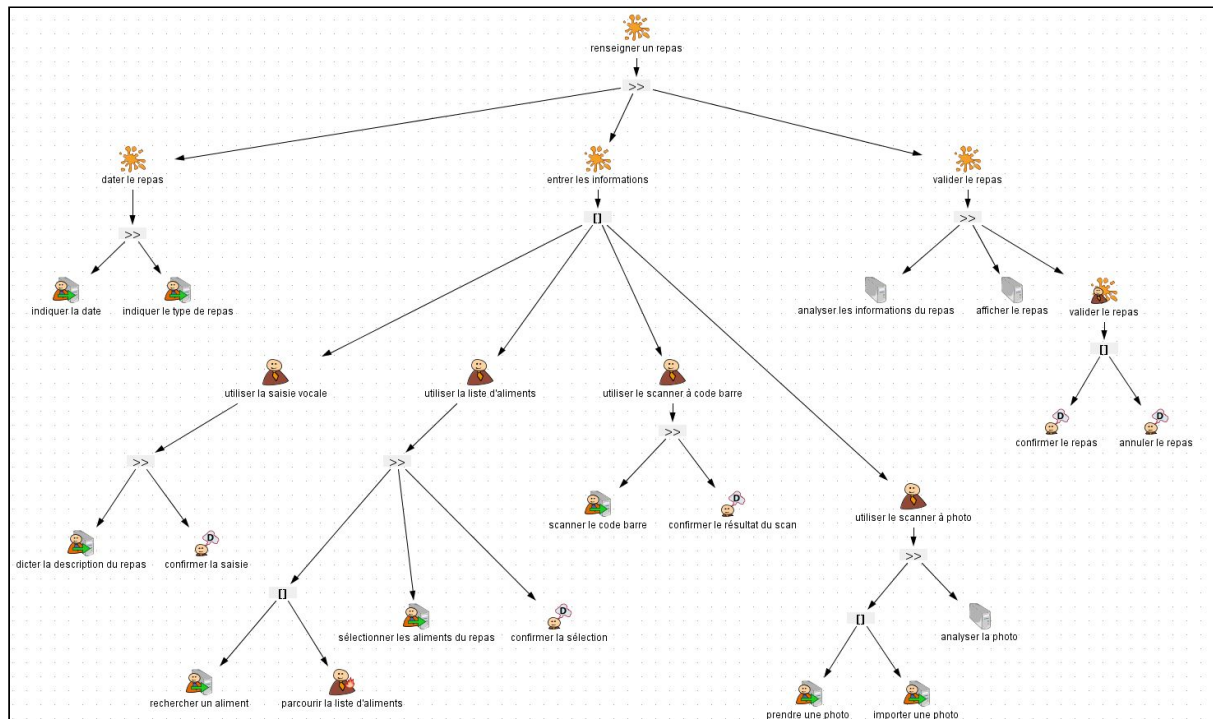 renseigner un repas
>>
dater le repas
entrer les informations
valider le repas
>>
[]
>>
indiquer la date
indiquer le type de repas
analyser les informations du repas
afficher le repas
valider le repas
[]
utiliser la saisie vocale
utiliser la liste d'aliments
utiliser le scanner à code barre
>>
D
confirmer le repas
D
annuler le repas
>>
>>
scanner le code barre
D
confirmer le résultat du scan
utiliser le scanner à photo
dicter la description du repas
D
confirmer la saisie
>>
[]
sélectionner les aliments du repas
D
confirmer la sélection
[]
analyser la photo
rechercher un aliment
parcourir la liste d'aliments
prendre une photo
importer une photo